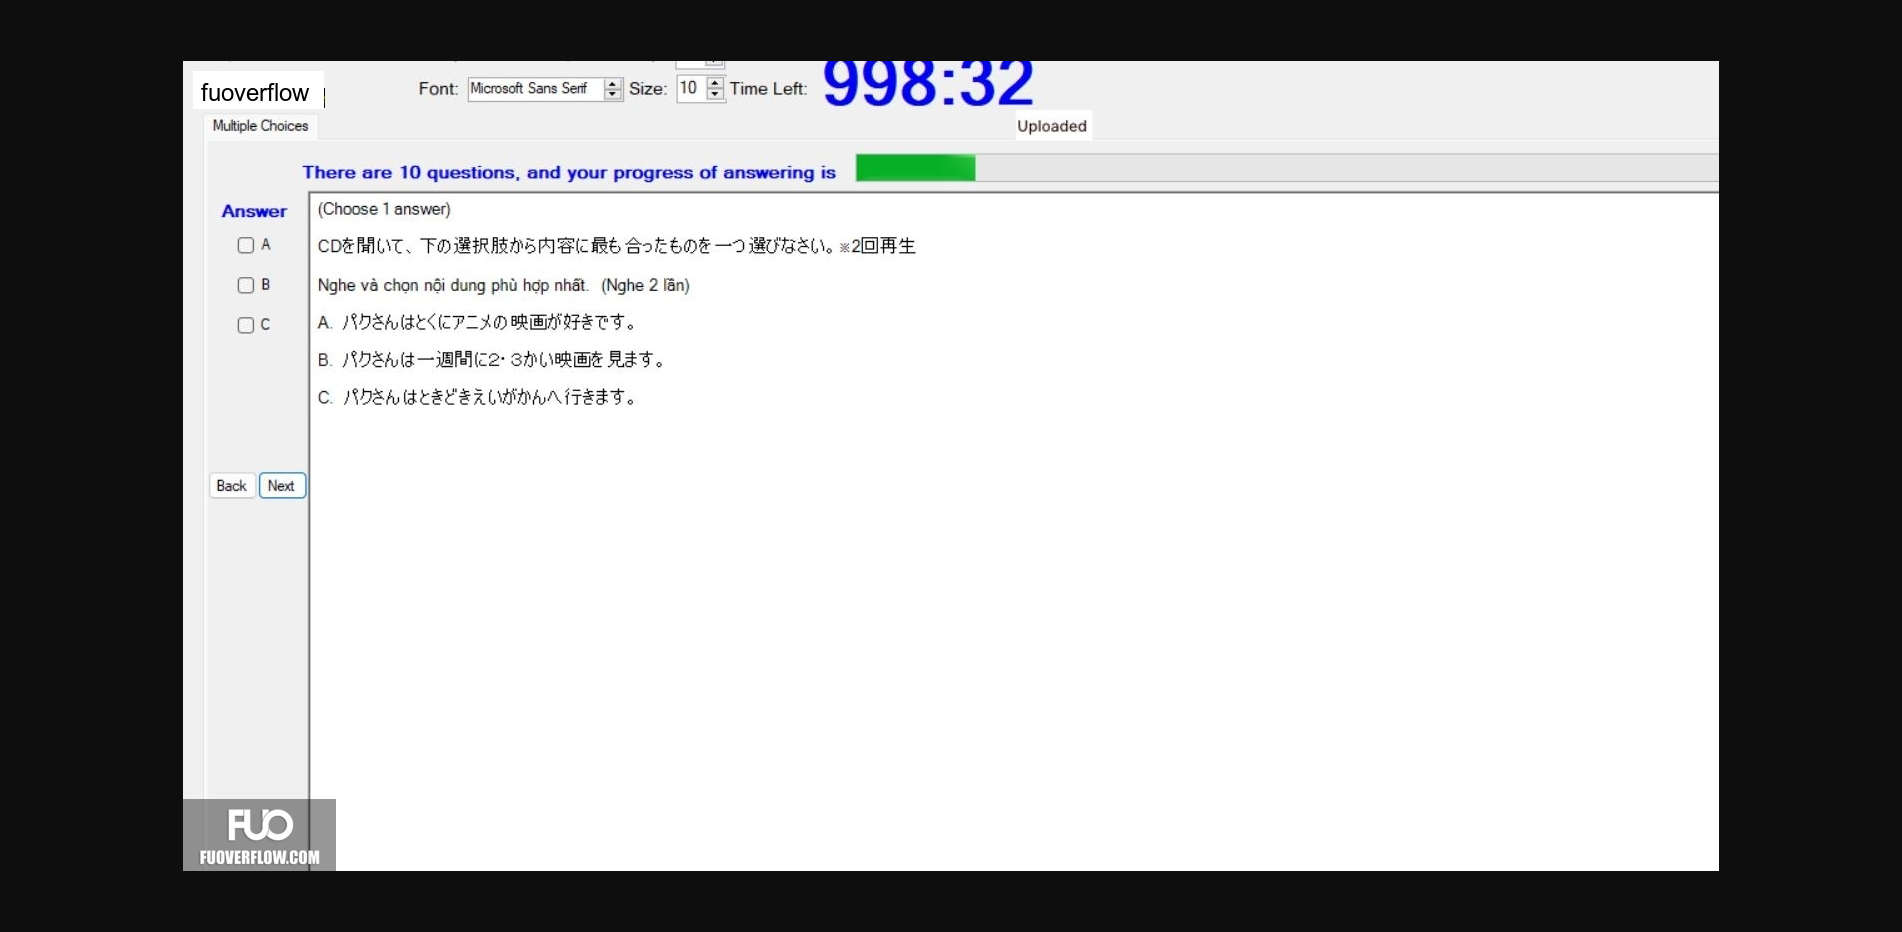 fuoverflow
Font: Microsoft Sans Serif Size: 10 Time Left: 998:32
Multiple Choices
Uploaded
There are 10 questions, and your progress of answering is
Answer
(Choose 1 answer)
A
CDを聞いて、下の選択肢から内容に最も合ったものを一つ選びなさい。※2回再生
B
Nghe và chọn nội dung phù hợp nhất. (Nghe 2 lần)
C
A. パクさんはとくにアニメの映画が好きです。
B. パクさんは一週間に2・3かい映画を見ます。
C. パクさんはときどきえいがかんへ行きます。
Back Next
FUO
FUOVERFLOW.COM